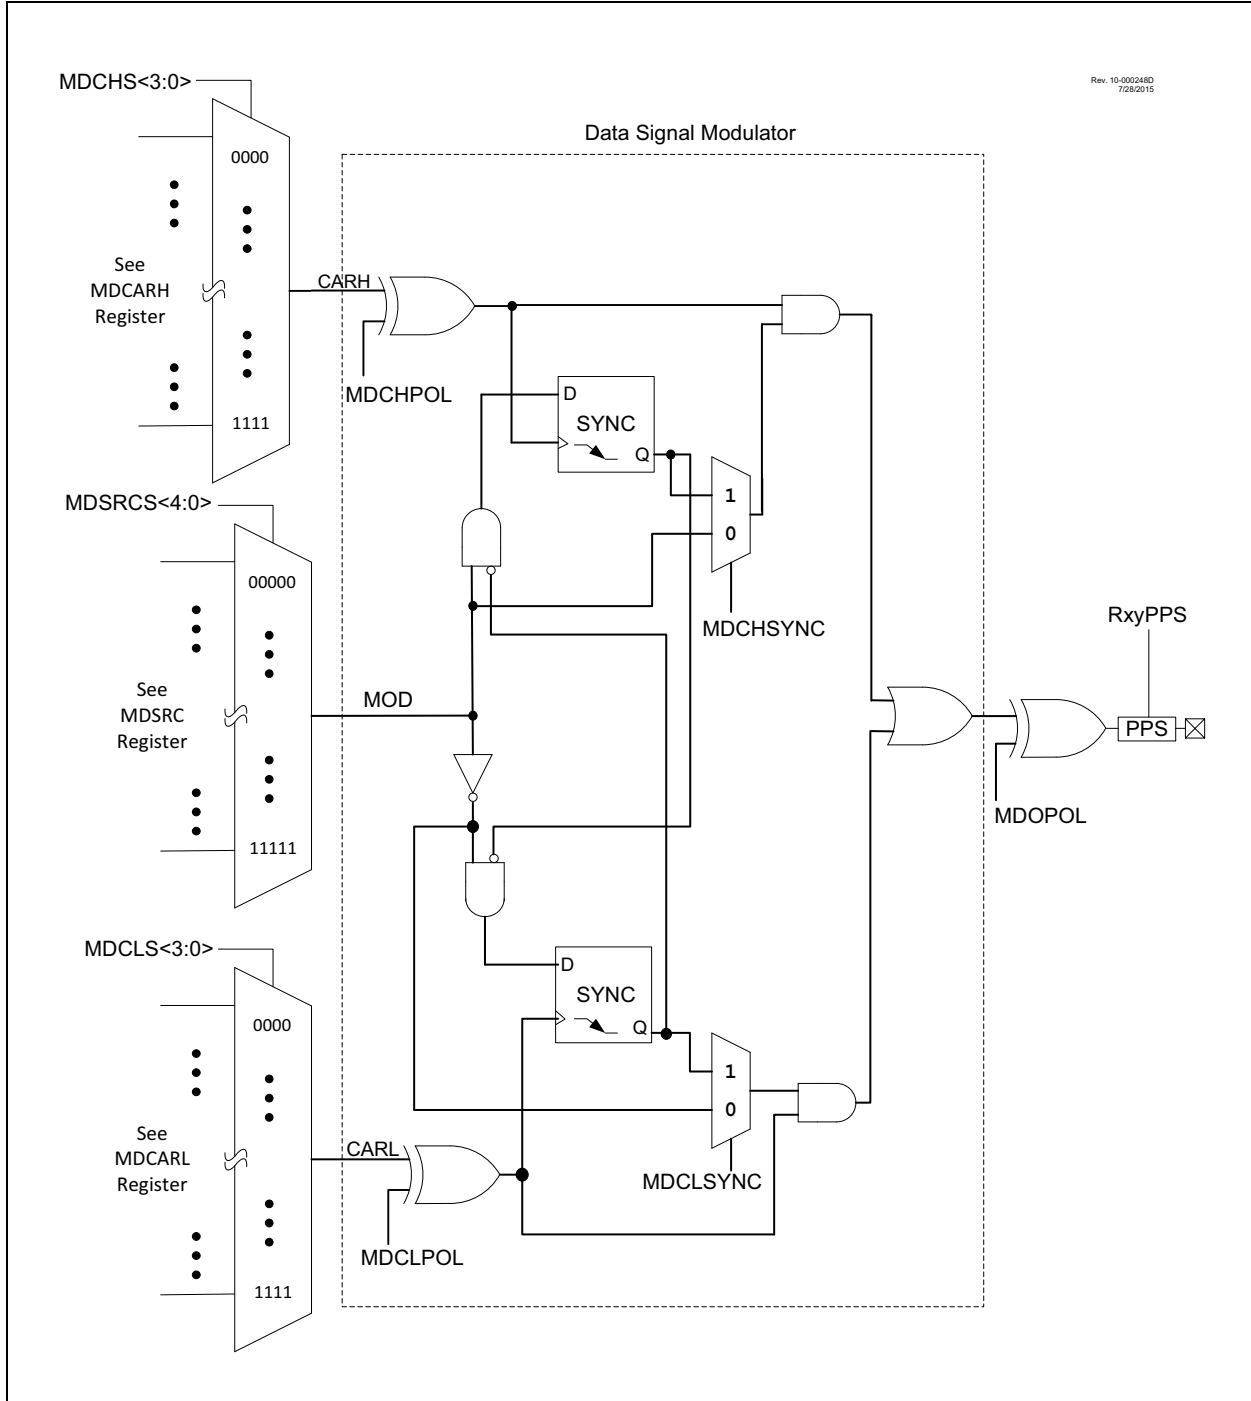 MDCHS<3:0>
Rev. 10-000248D
7/28/2015
Data Signal Modulator
0000
See
MDCARH
Register
1111
CARH
MDCHPOL
D
SYNC
Q
1
0
MDCHSYNC
MDSRCS<4:0>
00000
See
MDSRC
Register
11111
MOD
RxyPPS
PPS
MDOPOL
MDCLS<3:0>
0000
See
MDCARL
Register
1111
D
SYNC
Q
1
0
CARL
MDCLSYNC
MDCLPOL